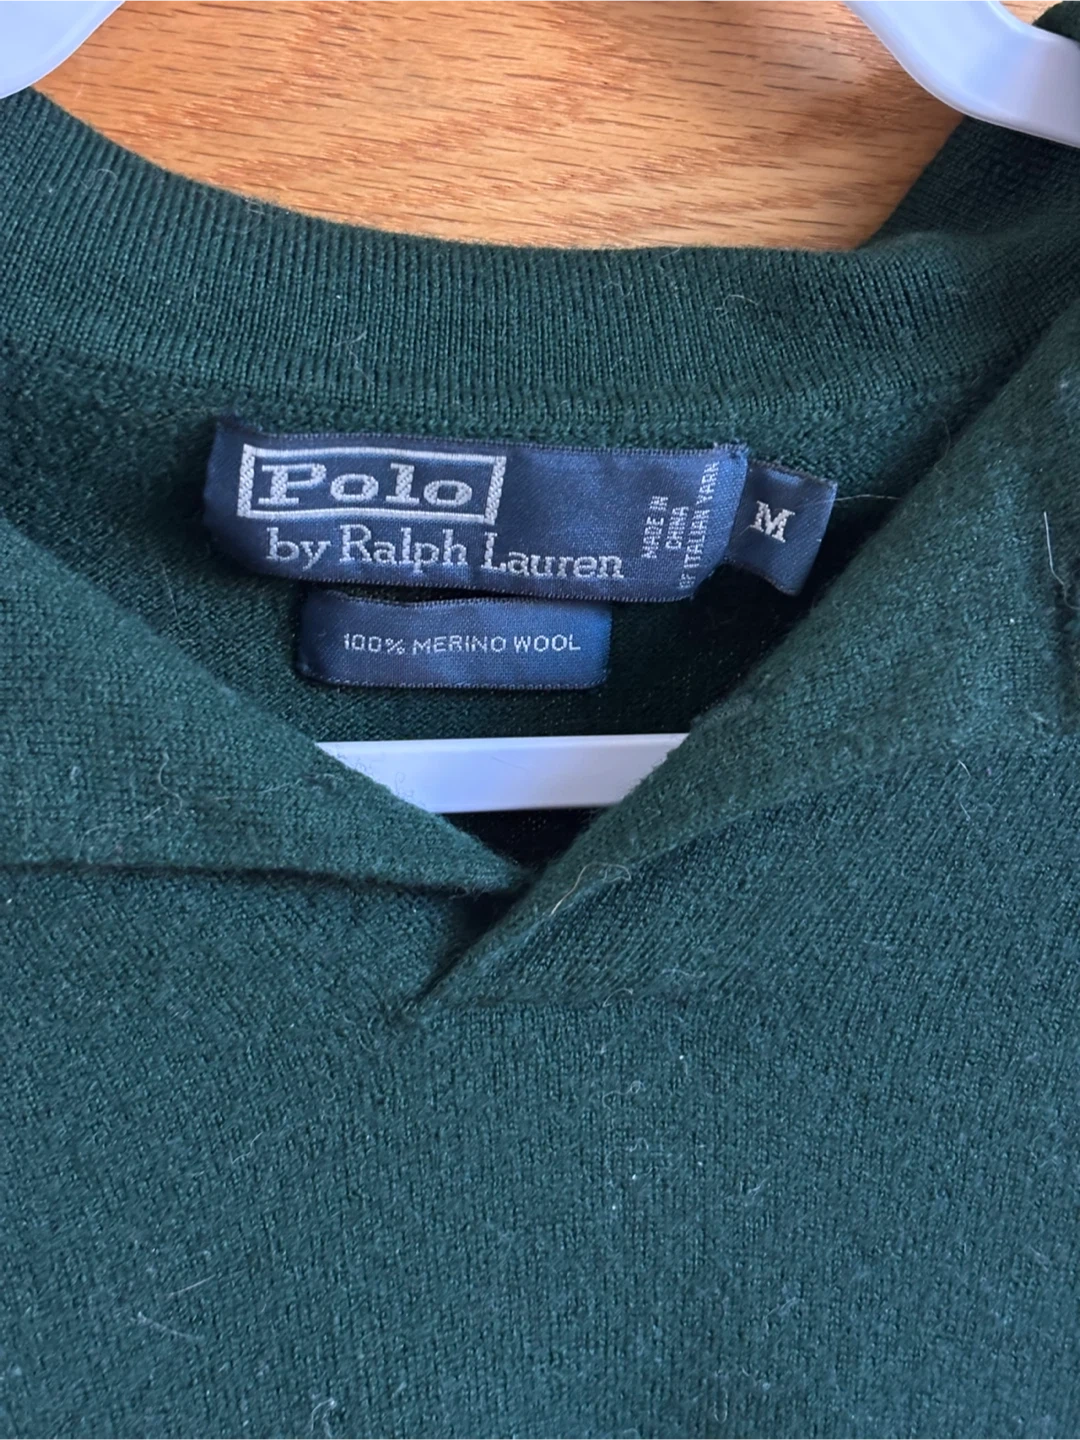 Polo
by Ralph Lauren
MADE IN
CHINA
OF ITALIAN YARN
M
100% MERINO WOOL